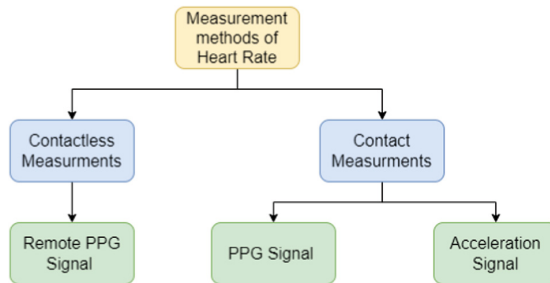 Measurement
methods of
Heart Rate
Contactless
Measurments
Contact
Measurments
Remote PPG
Signal
PPG Signal
Acceleration
Signal